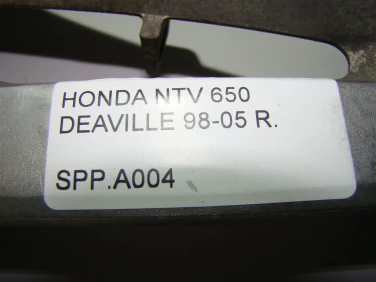 HONDA NTV 650
DEAVILLE 98-05 R.
SPP.A004